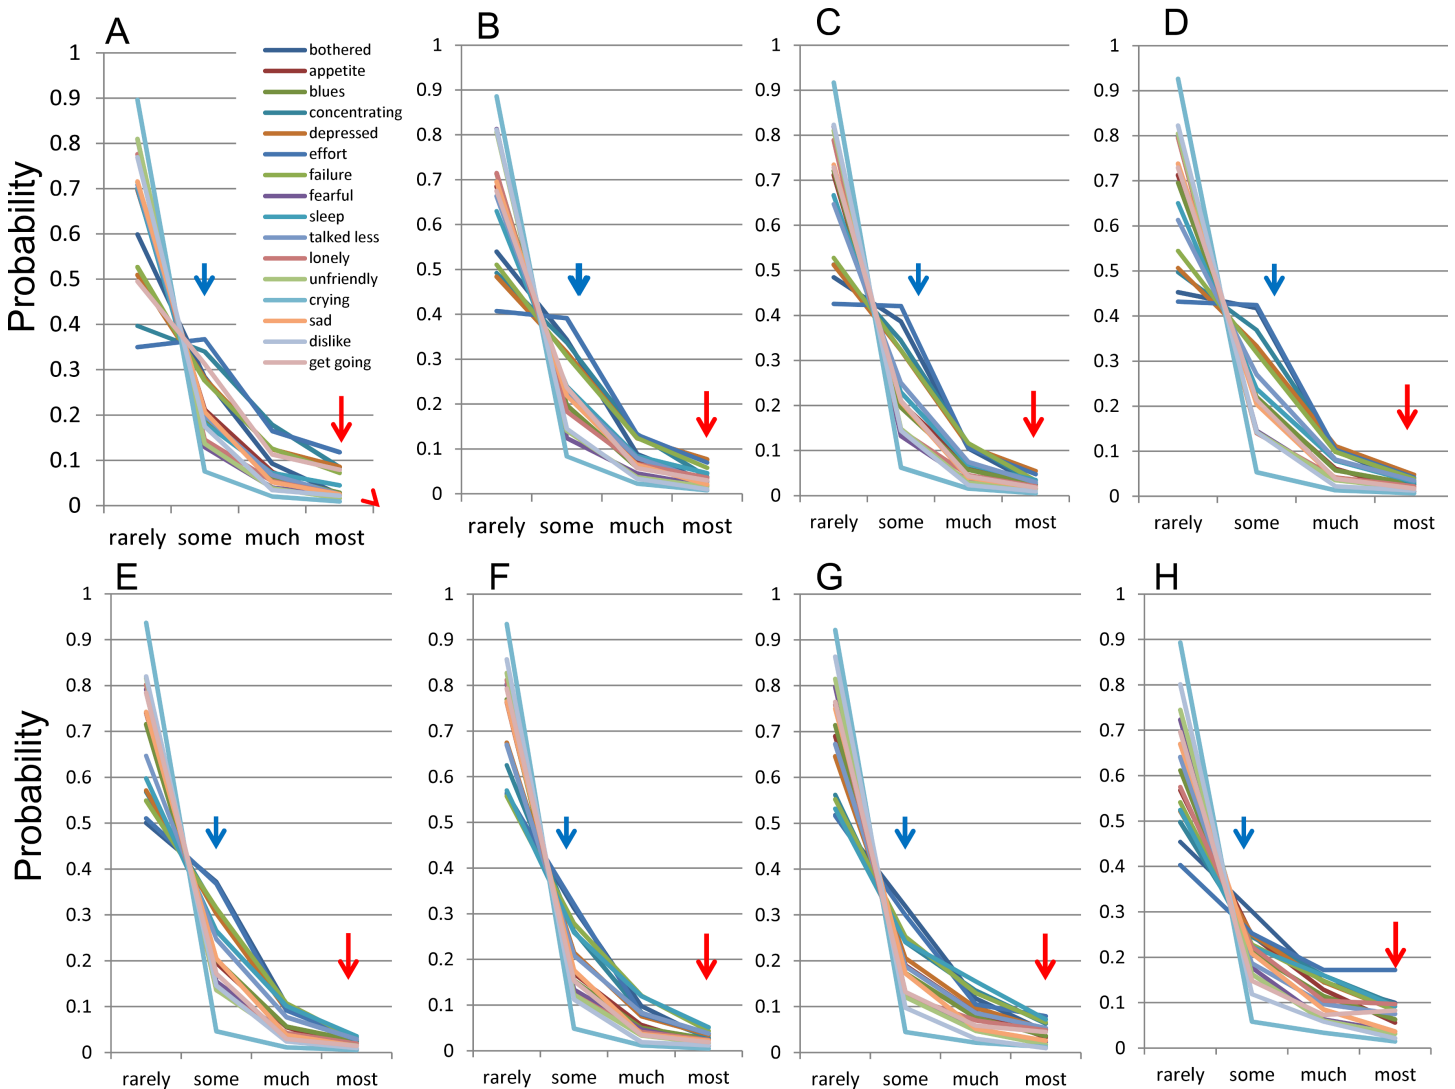 A
B
C
D
Probability
1
0.9
0.8
0.7
0.6
0.5
0.4
0.3
0.2
0.1
0
rarely some much most
bothered
appetite
blues
concentrating
depressed
effort
failure
fearful
sleep
talked less
lonely
unfriendly
crying
sad
dislike
get going
1
0.9
0.8
0.7
0.6
0.5
0.4
0.3
0.2
0.1
0
rarely some much most
1
0.9
0.8
0.7
0.6
0.5
0.4
0.3
0.2
0.1
0
rarely some much most
1
0.9
0.8
0.7
0.6
0.5
0.4
0.3
0.2
0.1
0
rarely some much most
E
F
G
H
Probability
1
0.9
0.8
0.7
0.6
0.5
0.4
0.3
0.2
0.1
0
rarely some much most
1
0.9
0.8
0.7
0.6
0.5
0.4
0.3
0.2
0.1
0
rarely some much most
1
0.9
0.8
0.7
0.6
0.5
0.4
0.3
0.2
0.1
0
rarely some much most
1
0.9
0.8
0.7
0.6
0.5
0.4
0.3
0.2
0.1
0
rarely some much most